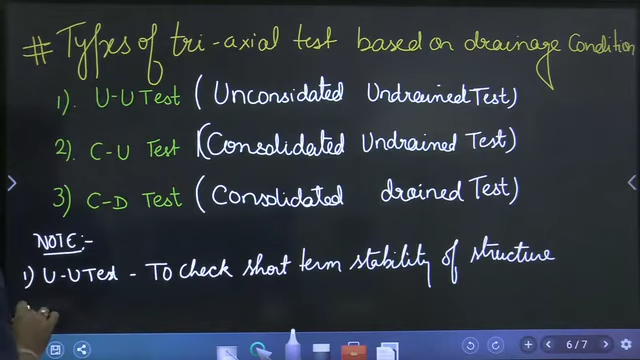 # Types of tri-axial test based on drainage Condition
1). U-U Test (Unconsidated Undrained Test)
2). C-U Test (Consolidated Undrained Test)
3) C-D Test (Consolidated drained Test)
NOTE:-
1) U-U Test - To check short term stability of structure
6/7